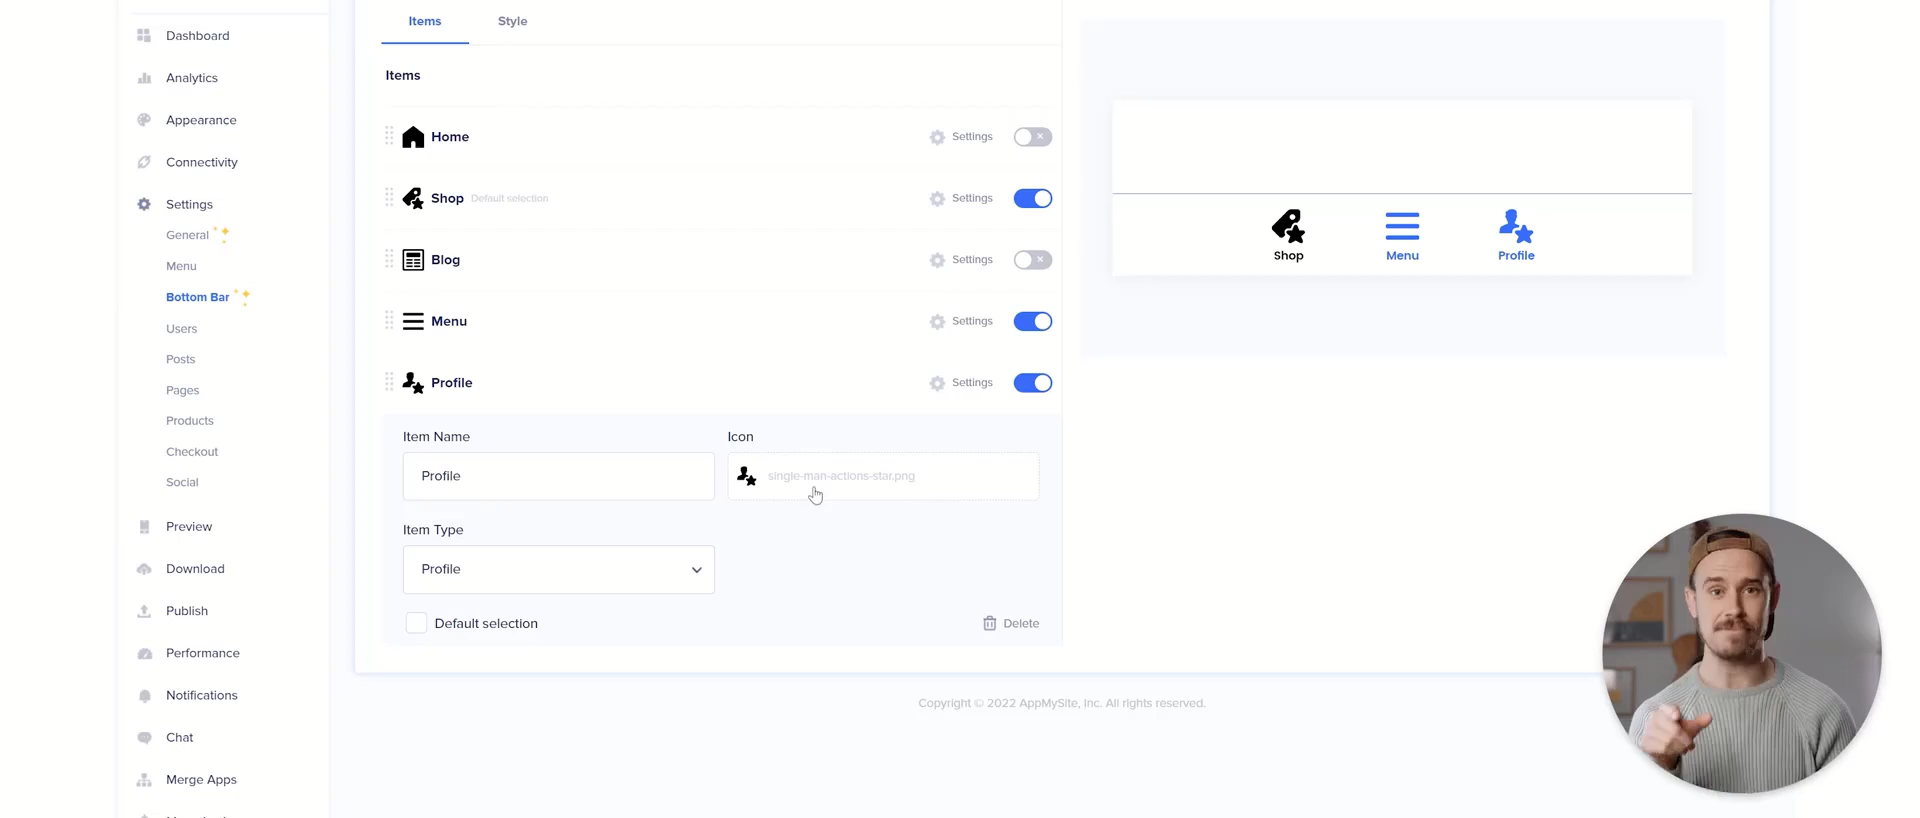 Dashboard
Analytics
Appearance
Connectivity
Settings
General
Menu
Bottom Bar
Users
Posts
Pages
Products
Checkout
Social
Preview
Download
Publish
Performance
Notifications
Chat
Merge Apps
Items Style
Items
Home Settings
Shop Default selection Settings
Blog Settings
Menu Settings
Profile Settings
Item Name Icon
Profile single-man-actions-star.png
Item Type
Profile
Default selection Delete
Shop Menu Profile
Copyright © 2022 AppMySite, Inc. All rights reserved.